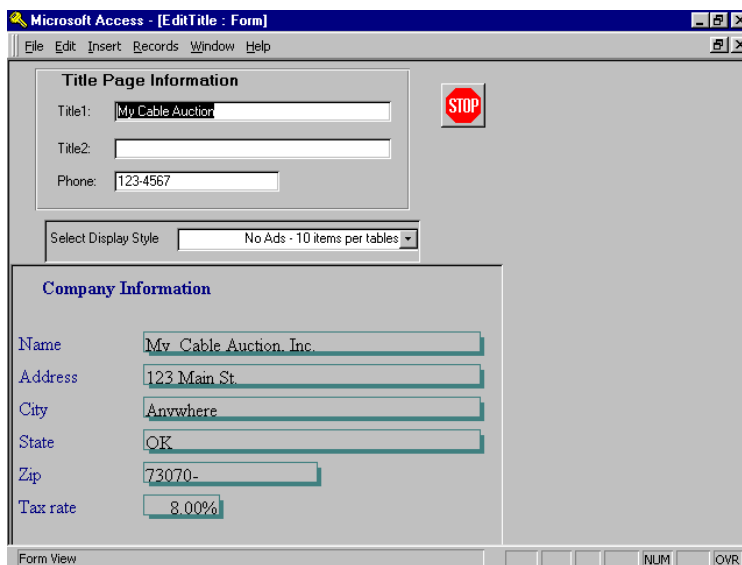 Microsoft Access - [EditTitle : Form]
File Edit Insert Records Window Help
Title Page Information
Title1: My Cable Auction
STOP
Title2:
Phone: 123-4567
Select Display Style No Ads - 10 items per tables
Company Information
Name My Cable Auction, Inc.
Address 123 Main St.
City Anywhere
State OK
Zip 73070-
Tax rate 8.00%
Form View NUM OVR